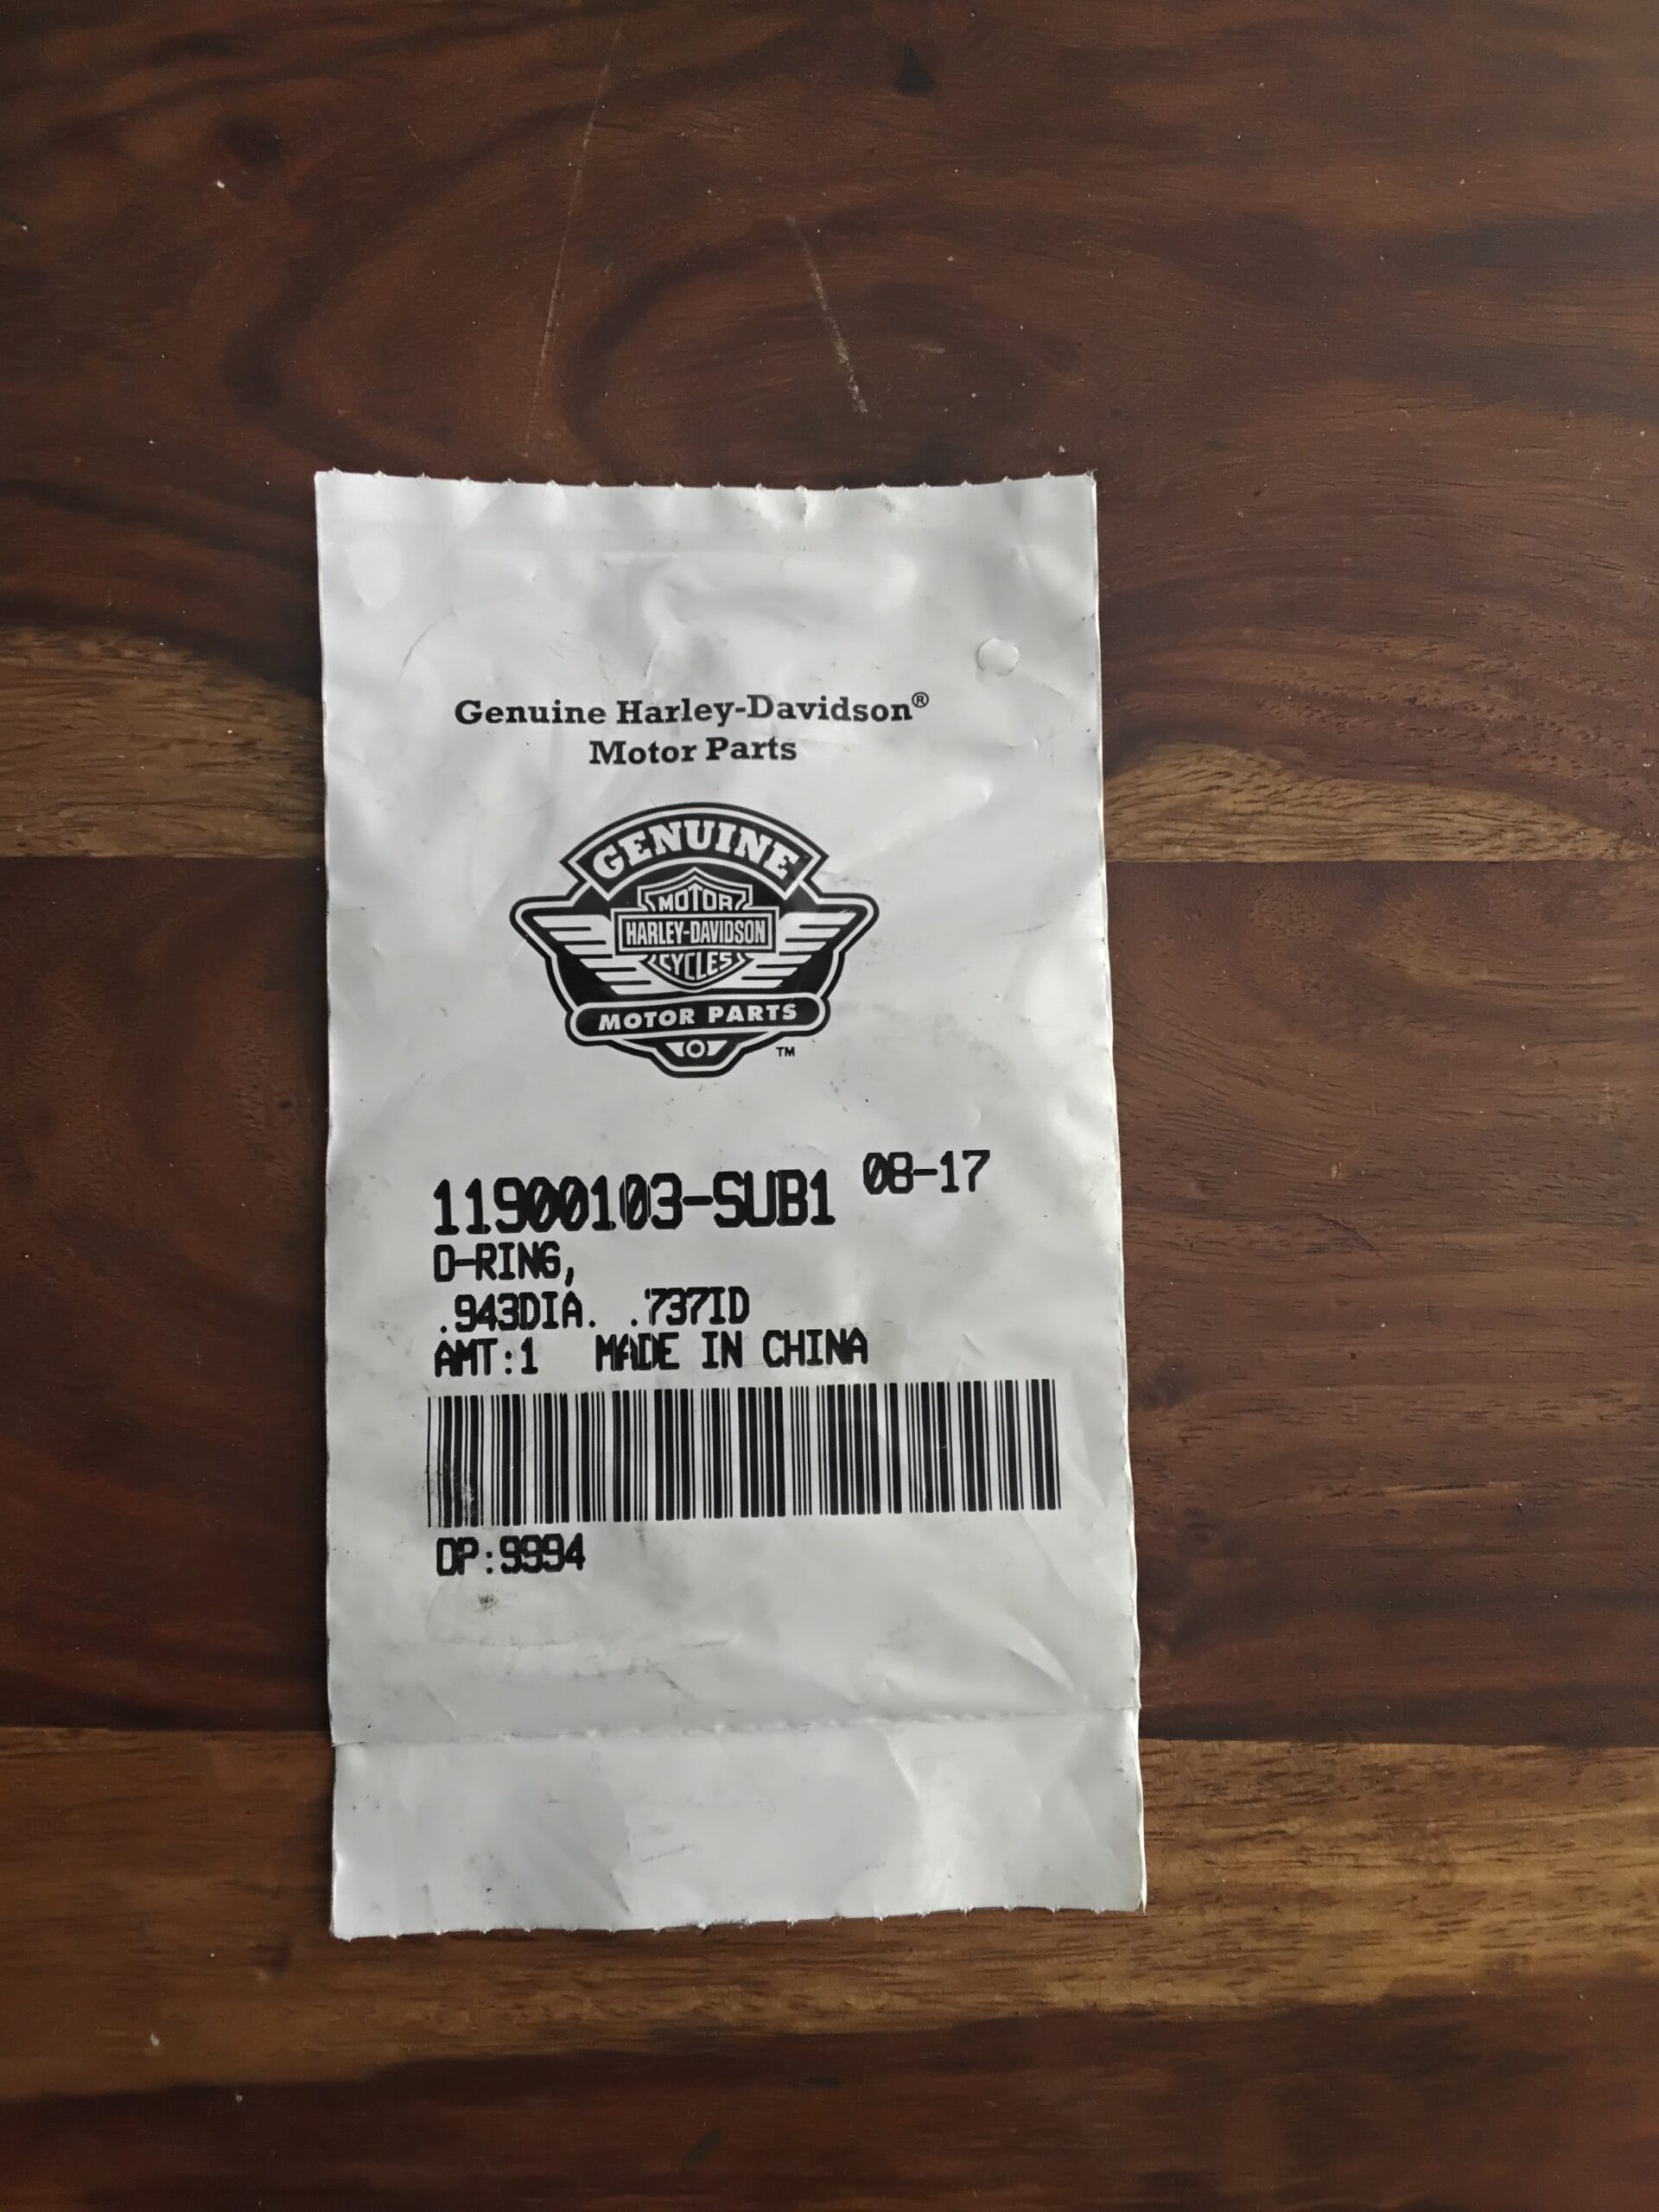 Genuine Harley-Davidson®
Motor Parts
GENUINE
MOTOR
HARLEY-DAVIDSON
CYCLES
MOTOR PARTS
TM
11900103-SUB1 08-17
O-RING,
.943DIA. .737ID
AMT:1 MADE IN CHINA
DP:9994